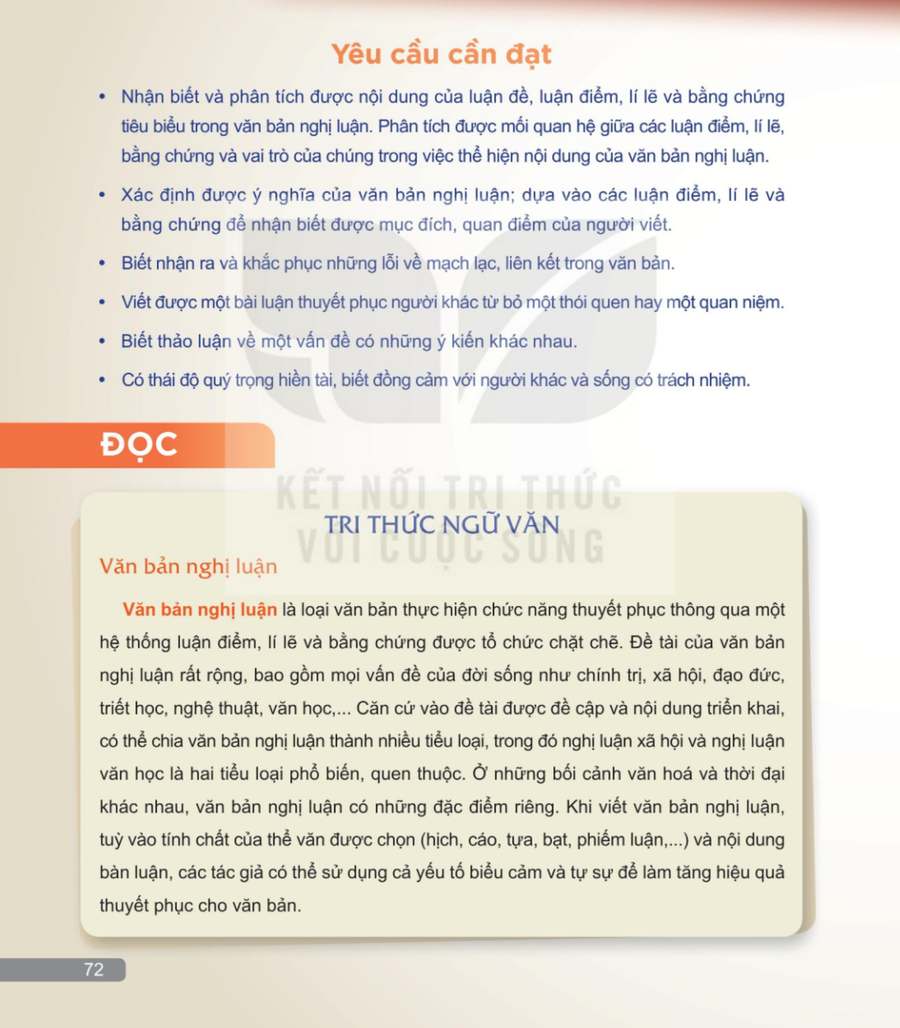 Yêu cầu cần đạt
• Nhận biết và phân tích được nội dung của luận đề, luận điểm, lí lẽ và bằng chứng
tiêu biểu trong văn bản nghị luận. Phân tích được mối quan hệ giữa các luận điểm, lí lẽ,
bằng chứng và vai trò của chúng trong việc thể hiện nội dung của văn bản nghị luận.
• Xác định được ý nghĩa của văn bản nghị luận; dựa vào các luận điểm, lí lẽ và
bằng chứng để nhận biết được mục đích, quan điểm của người viết.
• Biết nhận ra và khắc phục những lỗi về mạch lạc, liên kết trong văn bản.
• Viết được một bài luận thuyết phục người khác từ bỏ một thói quen hay một quan niệm.
• Biết thảo luận về một vấn đề có những ý kiến khác nhau.
• Có thái độ quý trọng hiền tài, biết đồng cảm với người khác và sống có trách nhiệm.
ĐỌC
KẾT NỐI TRI THỨC
TRI THỨC NGỮ VĂN
VỚI CUỘC SỐNG
Văn bản nghị luận
Văn bản nghị luận là loại văn bản thực hiện chức năng thuyết phục thông qua một
hệ thống luận điểm, lí lẽ và bằng chứng được tổ chức chặt chẽ. Đề tài của văn bản
nghị luận rất rộng, bao gồm mọi vấn đề của đời sống như chính trị, xã hội, đạo đức,
triết học, nghệ thuật, văn học,... Căn cứ vào đề tài được đề cập và nội dung triển khai,
có thể chia văn bản nghị luận thành nhiều tiểu loại, trong đó nghị luận xã hội và nghị luận
văn học là hai tiểu loại phổ biến, quen thuộc. Ở những bối cảnh văn hoá và thời đại
khác nhau, văn bản nghị luận có những đặc điểm riêng. Khi viết văn bản nghị luận,
tuỳ vào tính chất của thể văn được chọn (hịch, cáo, tựa, bạt, phiếm luận,...) và nội dung
bàn luận, các tác giả có thể sử dụng cả yếu tố biểu cảm và tự sự để làm tăng hiệu quả
thuyết phục cho văn bản.
72